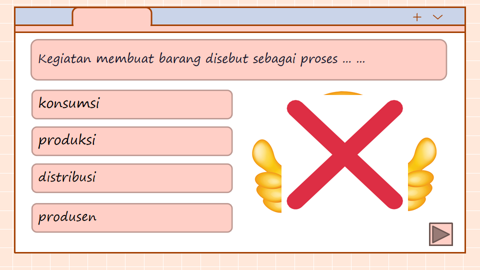 Kegiatan membuat barang disebut sebagai proses ... ...
konsumsi
produksi
distribusi
produsen